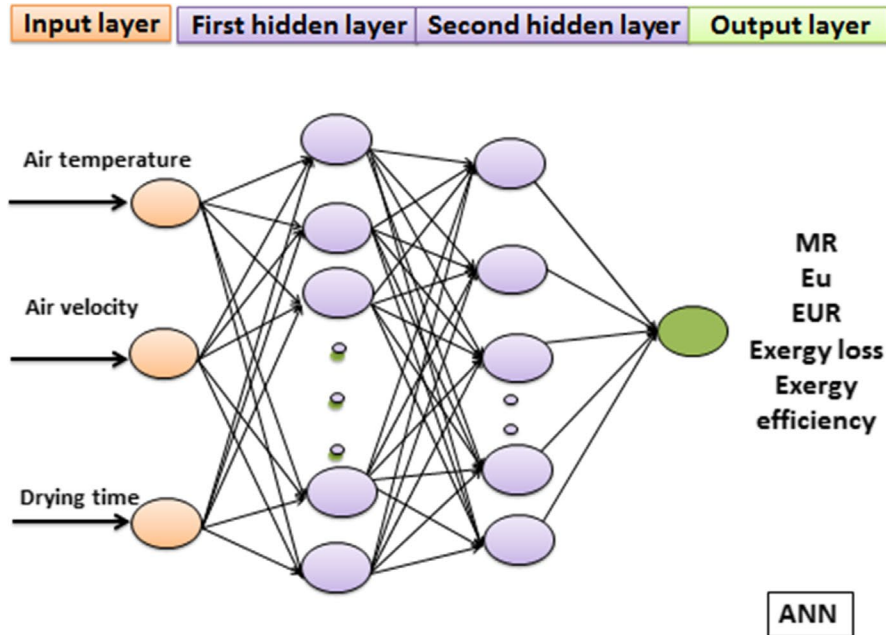 Input layer
First hidden layer
Second hidden layer
Output layer
Air temperature
Air velocity
Drying time
MR
Eu
EUR
Exergy loss
Exergy
efficiency
ANN